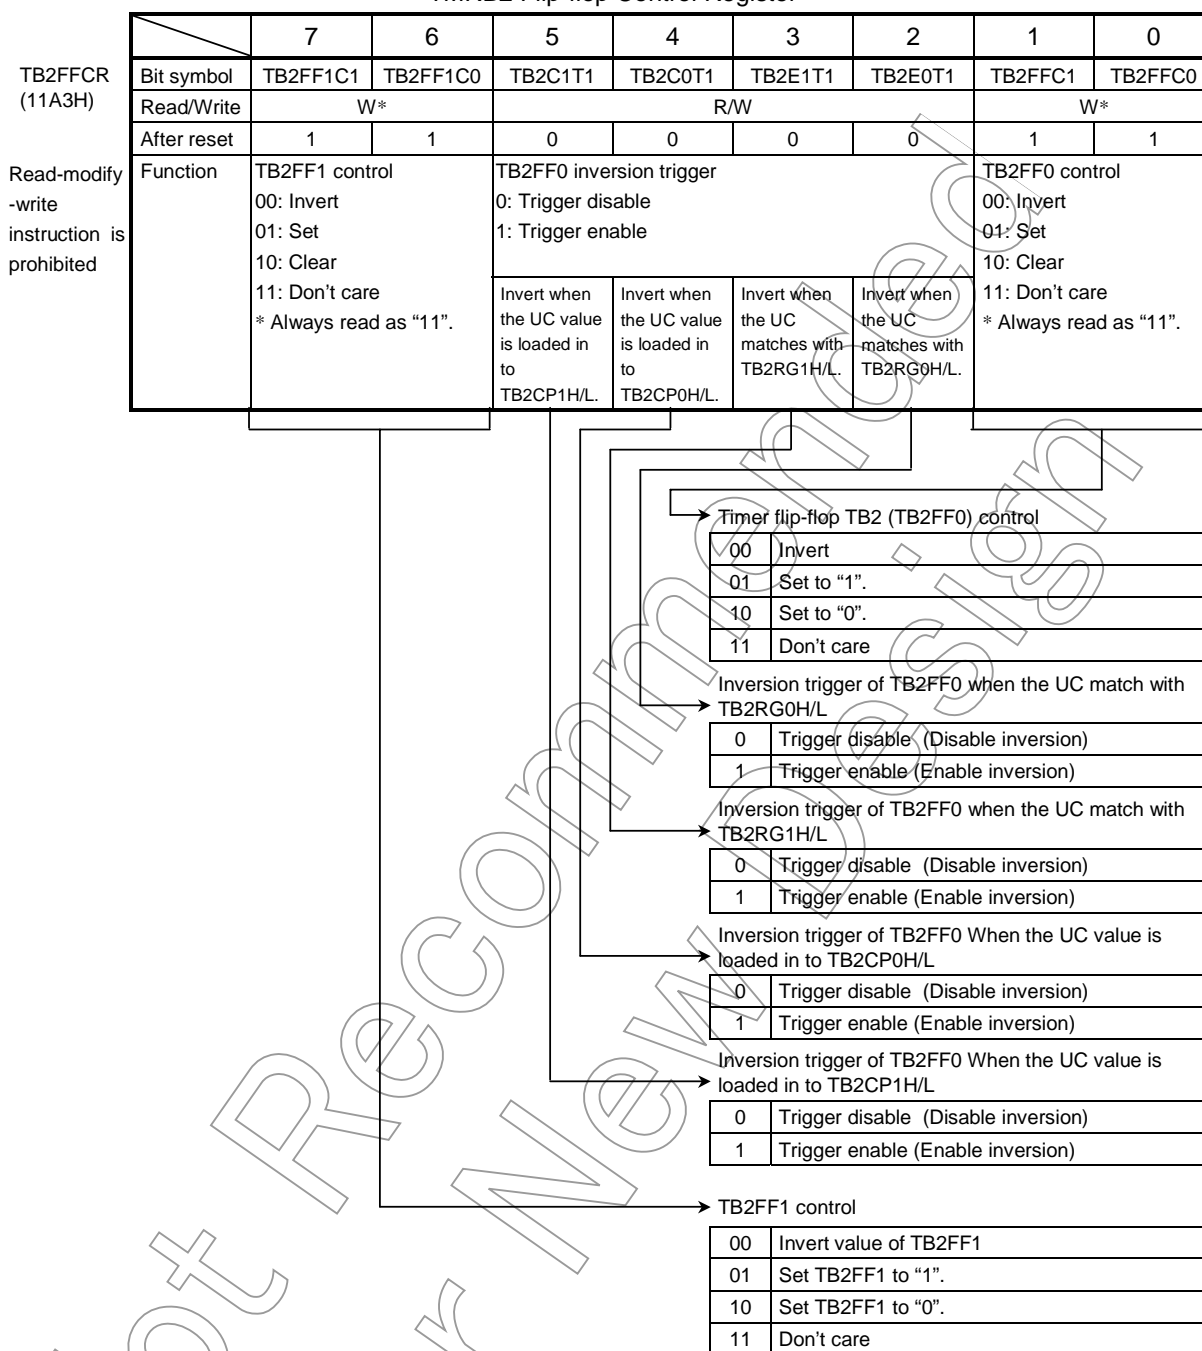 TMRB2 Flip-flop Control Register
7 6 5 4 3 2 1 0
TB2FFCR
(11A3H)
Bit symbol TB2FF1C1 TB2FF1C0 TB2C1T1 TB2C0T1 TB2E1T1 TB2E0T1 TB2FFC1 TB2FFC0
Read/Write W* R/W W*
After reset 1 1 0 0 0 0 1 1
Read-modify
-write
instruction is
prohibited
Function
TB2FF1 control
00: Invert
01: Set
10: Clear
11: Don't care
* Always read as “11”.
TB2FF0 inversion trigger
0: Trigger disable
1: Trigger enable
Invert when
the UC value
is loaded in
to
TB2CP1H/L.
Invert when
the UC value
is loaded in
to
TB2CP0H/L.
Invert when
the UC
matches with
TB2RG1H/L.
Invert when
the UC
matches with
TB2RG0H/L.
TB2FF0 control
00: Invert
01: Set
10: Clear
11: Don't care
* Always read as “11”.
Timer flip-flop TB2 (TB2FF0) control
00 Invert
01 Set to “1”.
10 Set to “0”.
11 Don't care
Inversion trigger of TB2FF0 when the UC match with
TB2RG0H/L
0 Trigger disable (Disable inversion)
1 Trigger enable (Enable inversion)
Inversion trigger of TB2FF0 when the UC match with
TB2RG1H/L
0 Trigger disable (Disable inversion)
1 Trigger enable (Enable inversion)
Inversion trigger of TB2FF0 When the UC value is
loaded in to TB2CP0H/L
0 Trigger disable (Disable inversion)
1 Trigger enable (Enable inversion)
Inversion trigger of TB2FF0 When the UC value is
loaded in to TB2CP1H/L
0 Trigger disable (Disable inversion)
1 Trigger enable (Enable inversion)
TB2FF1 control
00 Invert value of TB2FF1
01 Set TB2FF1 to “1”.
10 Set TB2FF1 to “0”.
11 Don't care
Recommended
New Design